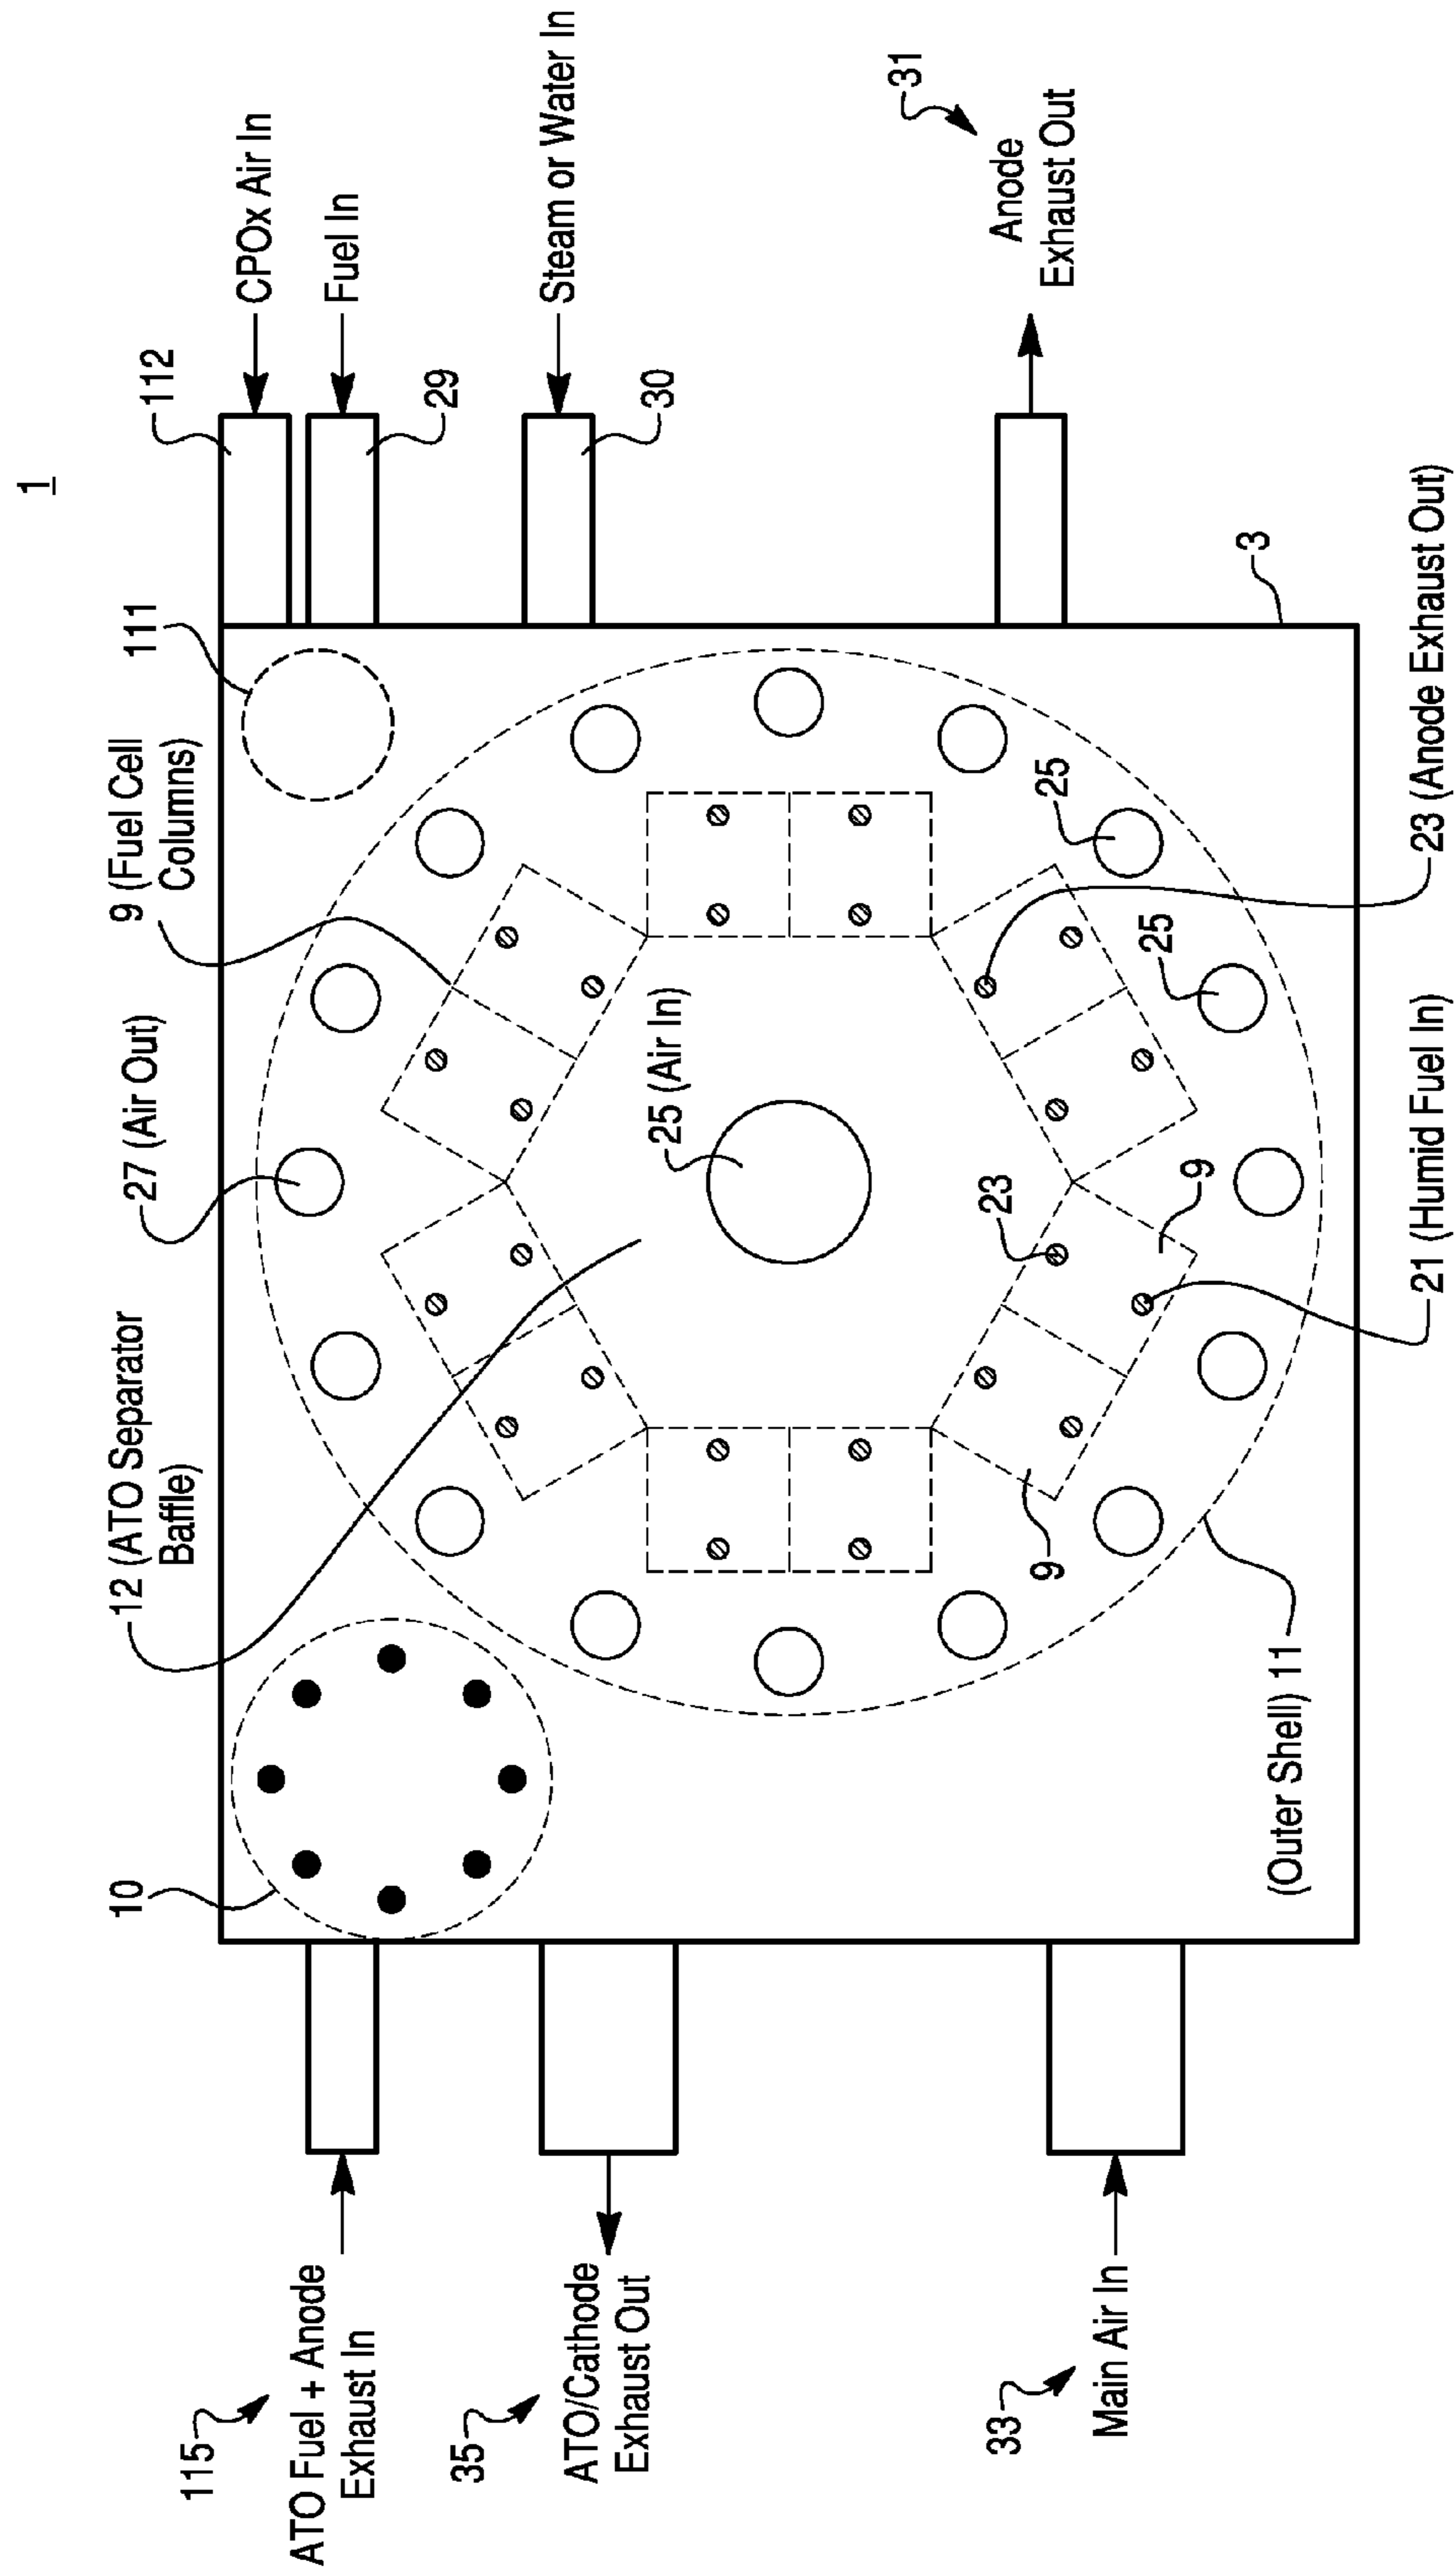 1
CPOx Air In
112
Fuel In
29
Steam or Water In
30
31
Anode
Exhaust Out
3
111
9 (Fuel Cell
Columns)
27 (Air Out)
12 (ATO Separator
Baffle)
10
25 (Air In)
25
25
23
9
9
23 (Anode Exhaust Out)
21 (Humid Fuel In)
(Outer Shell) 11
115
ATO Fuel + Anode
Exhaust In
35
ATO/Cathode
Exhaust Out
33
Main Air In